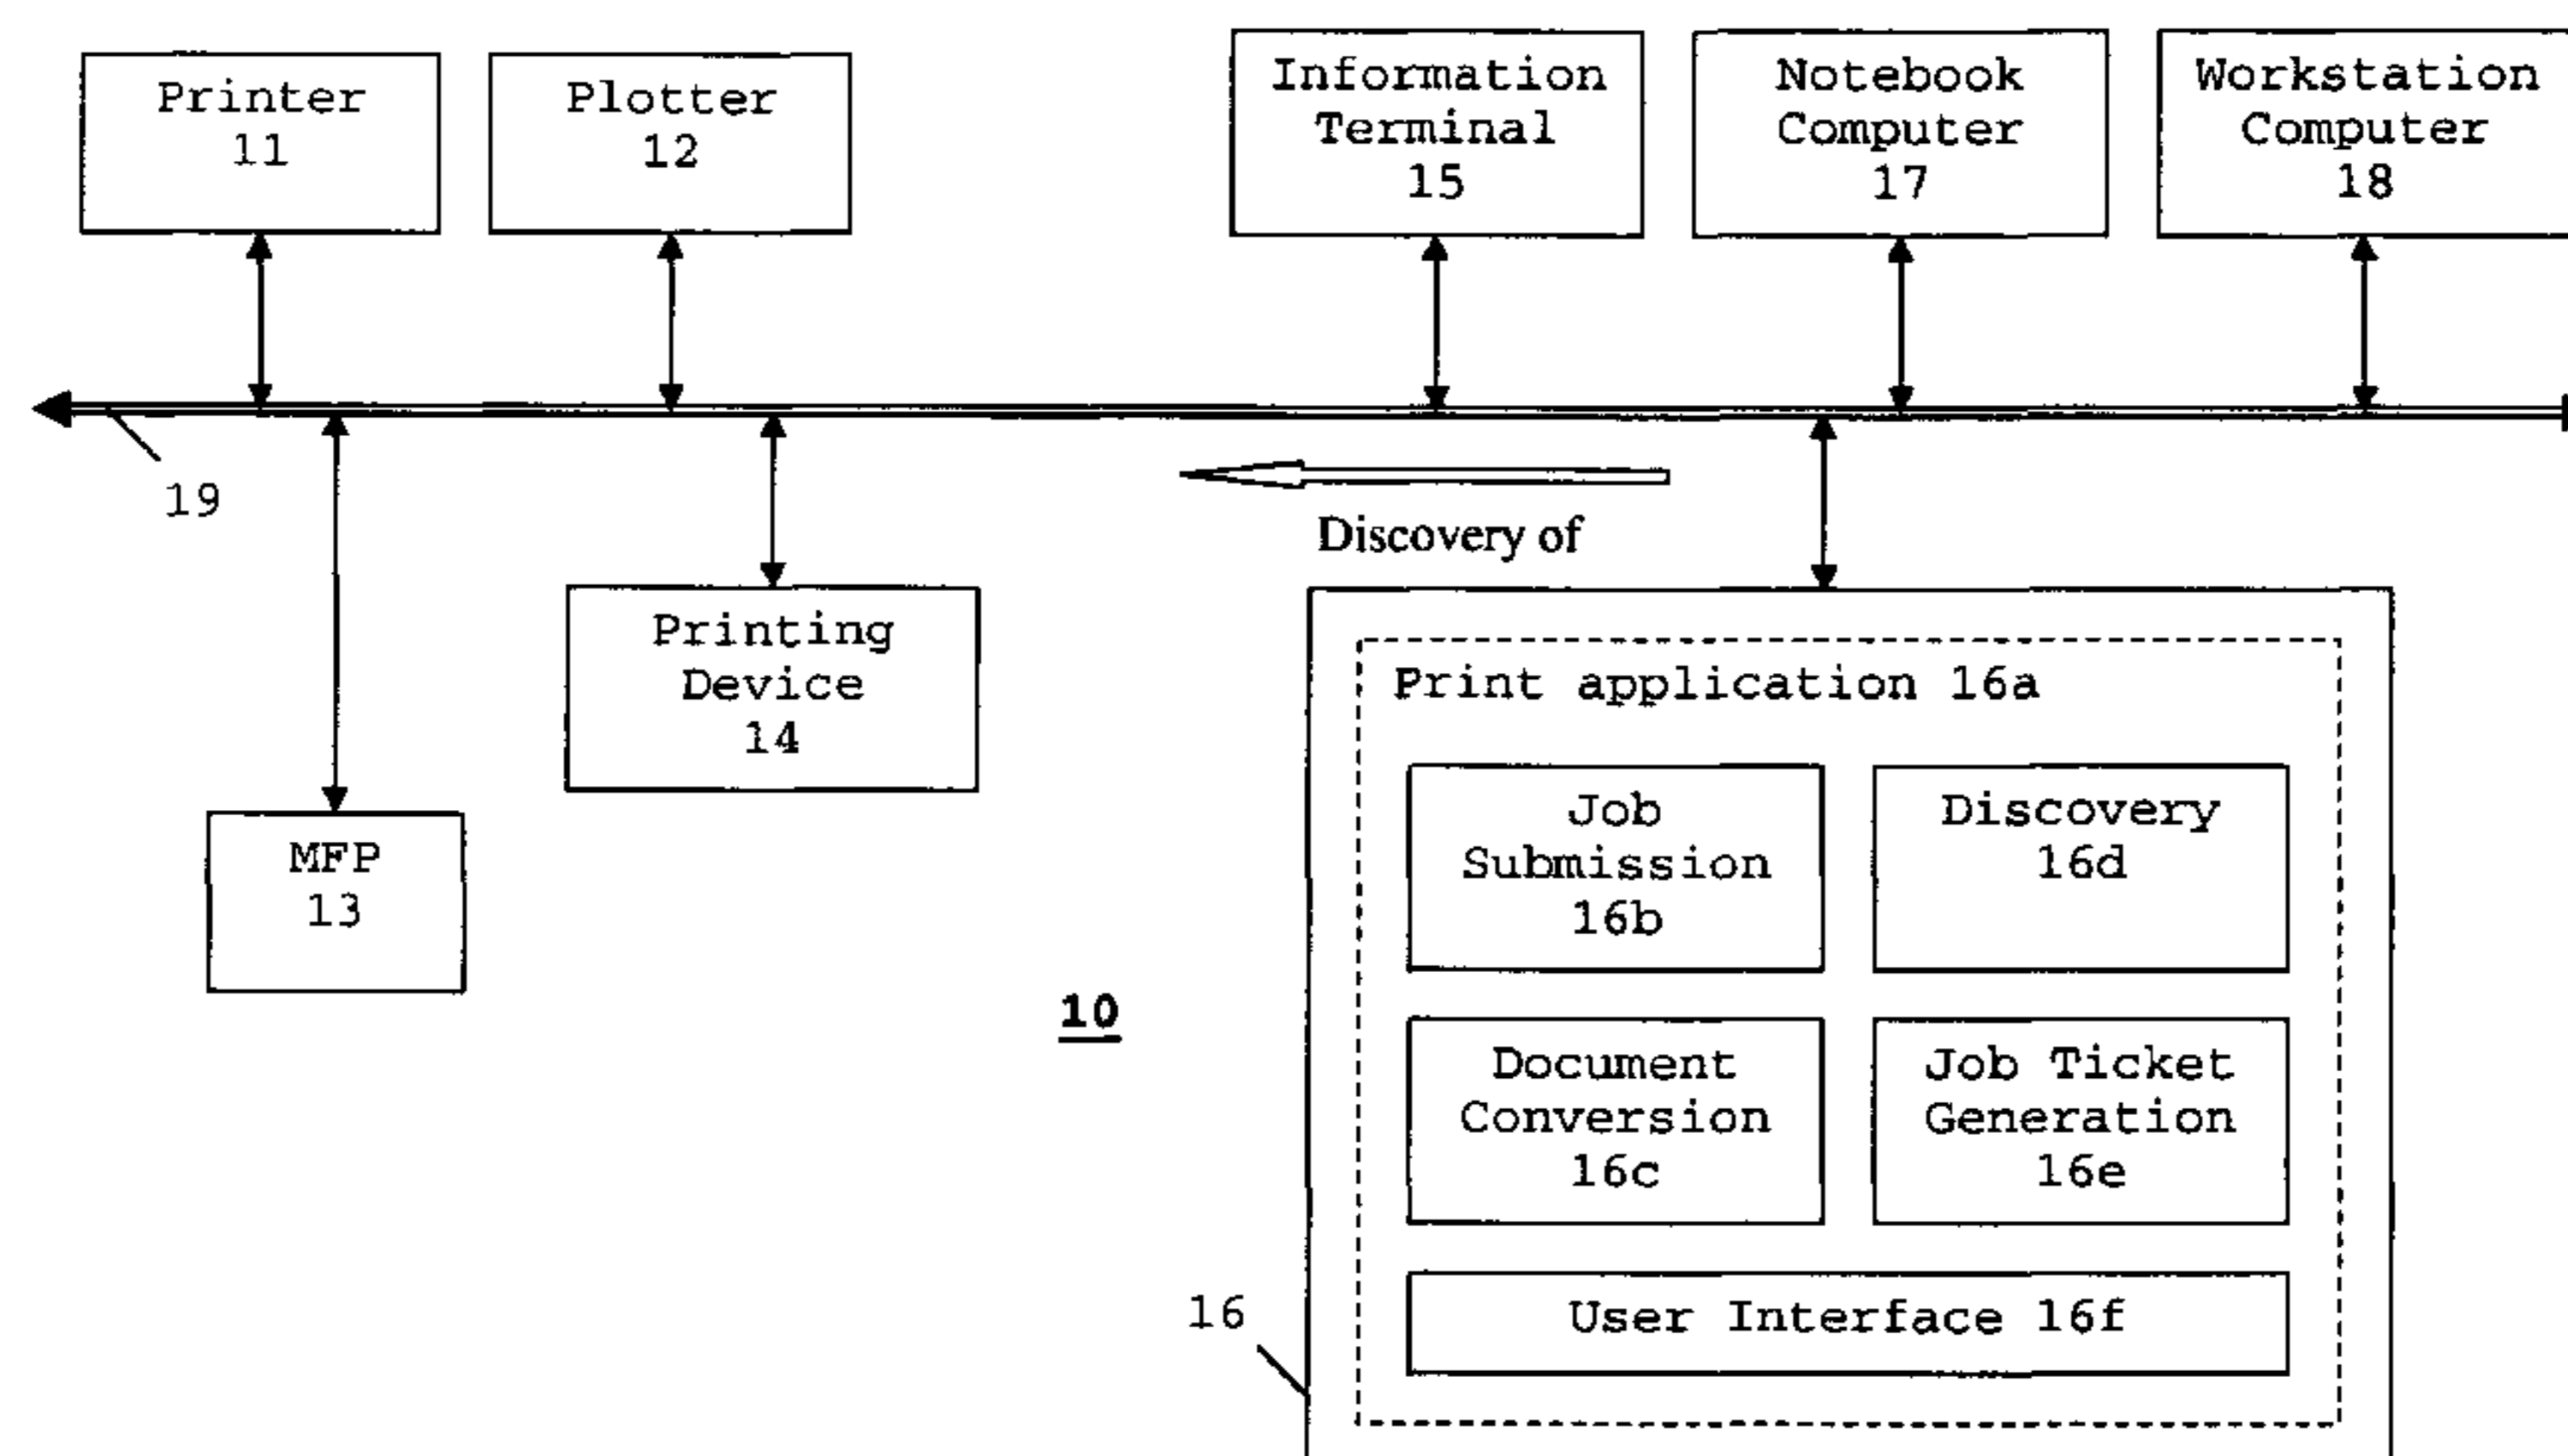 Printer
11
Plotter
12
Information
Terminal
15
Notebook
Computer
17
Workstation
Computer
18
19
Discovery of
Printing
Device
14
MFP
13
10
16
Print application 16a
Job
Submission
16b
Discovery
16d
Document
Conversion
16c
Job Ticket
Generation
16e
User Interface 16f